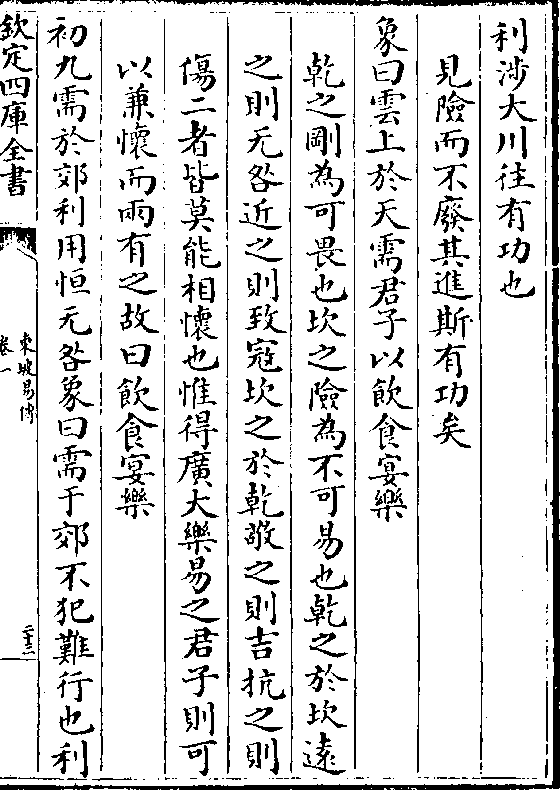 利涉大川往有功也
見險而不廢其進斯有功矣
象曰雲上於天需君子以飲食宴樂
乾之剛為可畏也坎之險為不可易也乾之於坎遠
之則无咎近之則致寇坎之於乾敬之則吉抗之則
傷二者皆莫能相懷也惟得廣大樂易之君子則可
以兼懷而兩有之故曰飲食宴樂
初九需於郊利用恒无咎象曰需于郊不犯難行也利
欽定四庫全書
東坡易傳
卷一
二十三